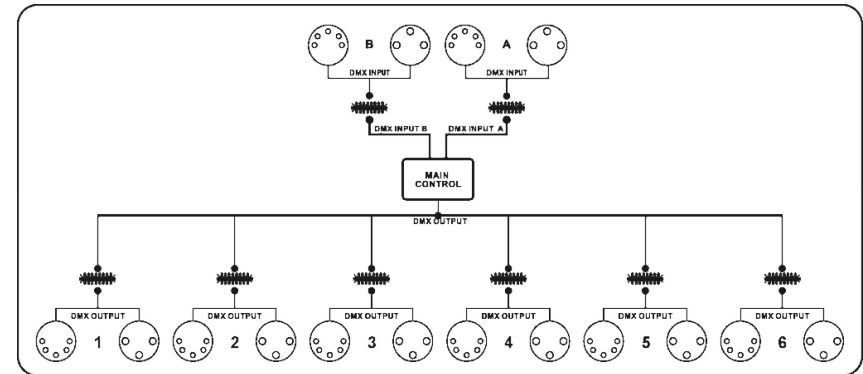 B A
DMX INPUT DMX INPUT
DMX INPUT B DMX INPUT A
MAIN
CONTROL
DMX OUTPUT
DMX OUTPUT DMX OUTPUT DMX OUTPUT DMX OUTPUT DMX OUTPUT DMX OUTPUT
1 2 3 4 5 6